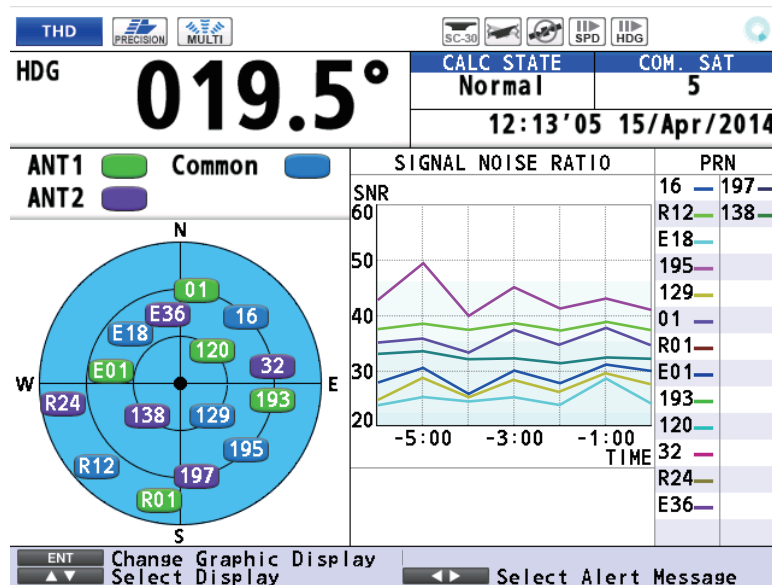 THD PRECISION MULTI SC-30 SPD HDG
HDG 019.5°
CALC STATE COM. SAT
Normal 5
12:13'05 15/Apr/2014
ANT1 Common
ANT2
SIGNAL NOISE RATIO
SNR
60
50
40
30
20
-5:00 -3:00 -1:00
TIME
PRN
16 197
R12 138
E18
195
129
01
R01
E01
193
120
32
R24
E36
N
01
E36 16
E18
120
E01 32
W E
R24 193
138 129
195
R12
197
R01
S
ENT Change Graphic Display
▲▼ Select Display
◀▶ Select Alert Message